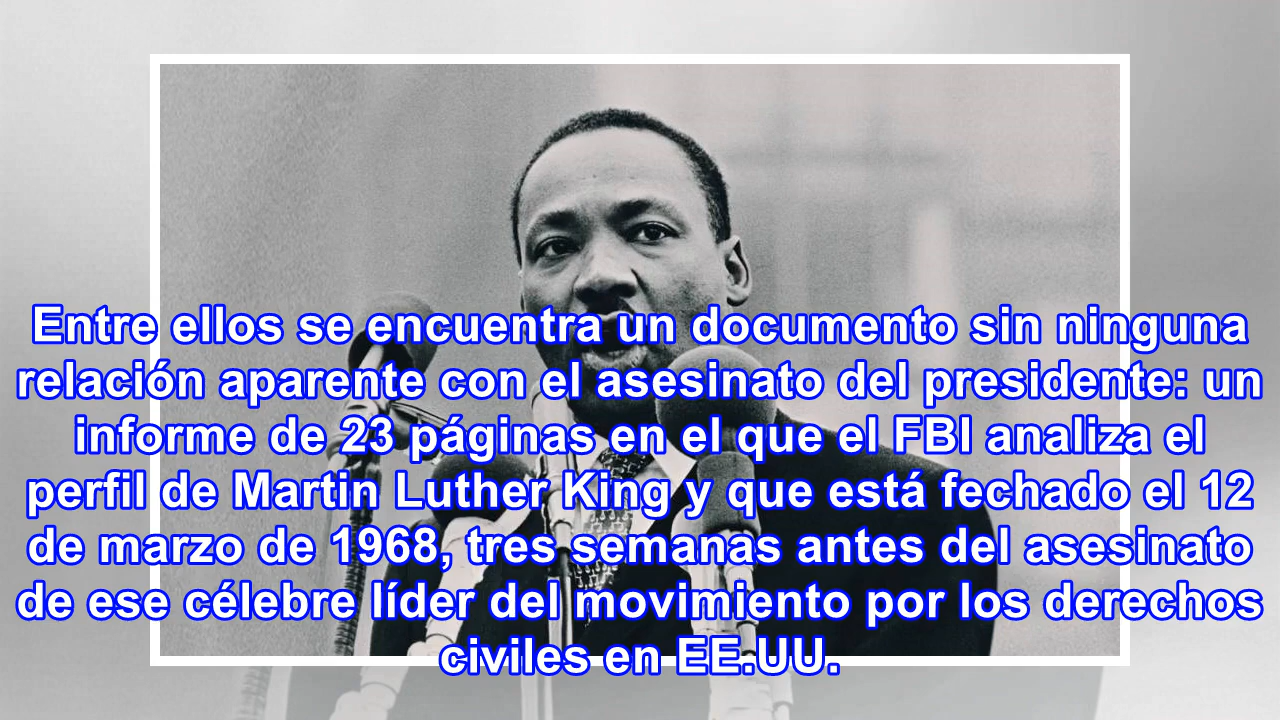 Entre ellos se encuentra un documento sin ninguna
relación aparente con el asesinato del presidente: un
informe de 23 páginas en el que el FBI analiza el
perfil de Martin Luther King y que está fechado el 12
de marzo de 1968, tres semanas antes del asesinato
de ese célebre líder del movimiento por los derechos
civiles en EE.UU.